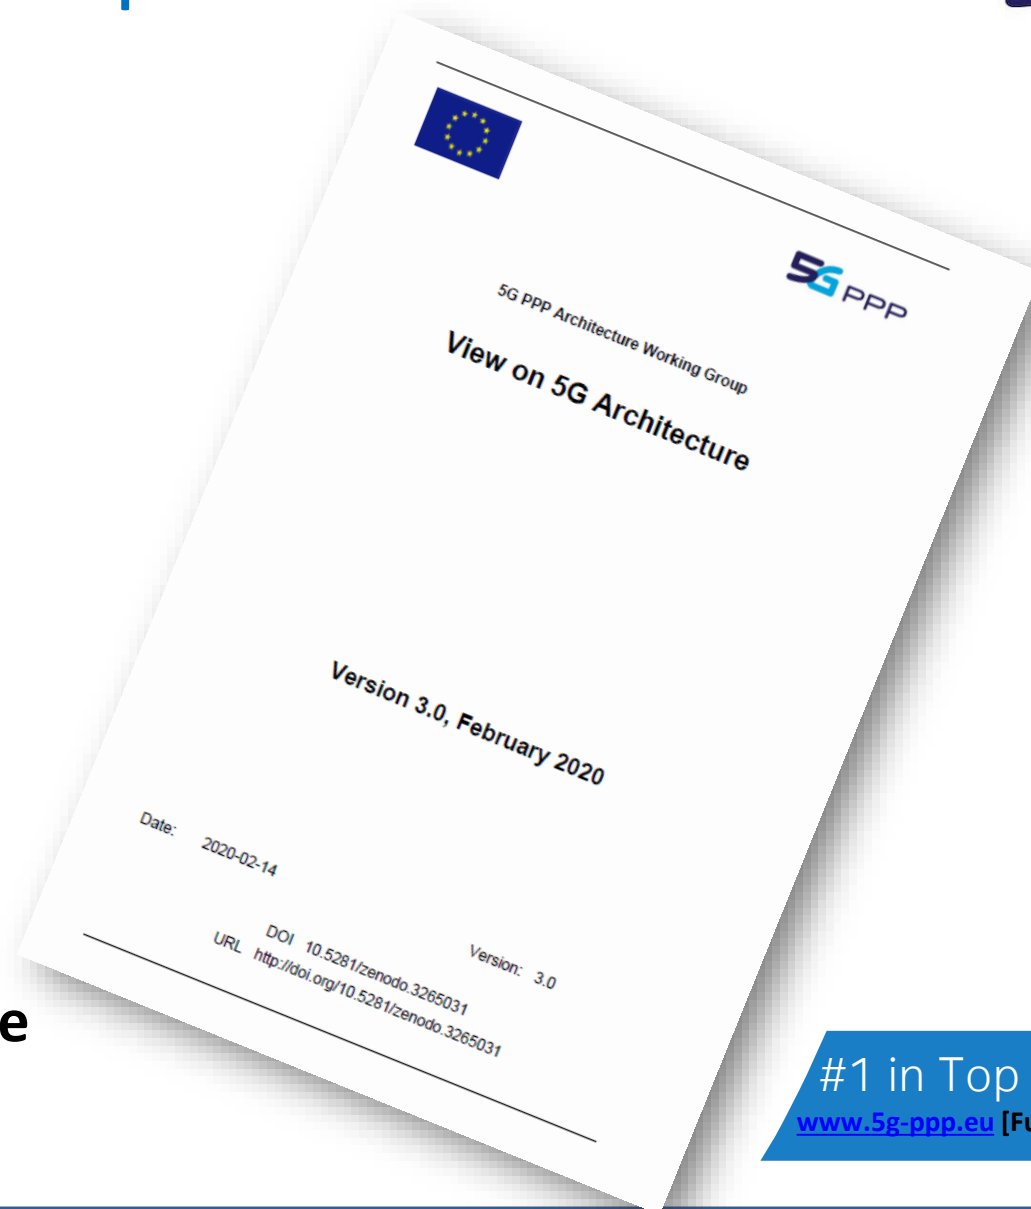 5G PPP
5G PPP Architecture Working Group
View on 5G Architecture
Version 3.0, February 2020
Date: 2020-02-14
Version: 3.0
DOI 10.5281/zenodo.3265031
URL http://doi.org/10.5281/zenodo.3265031
e
#1 in Top
www.5g-ppp.eu [Fu